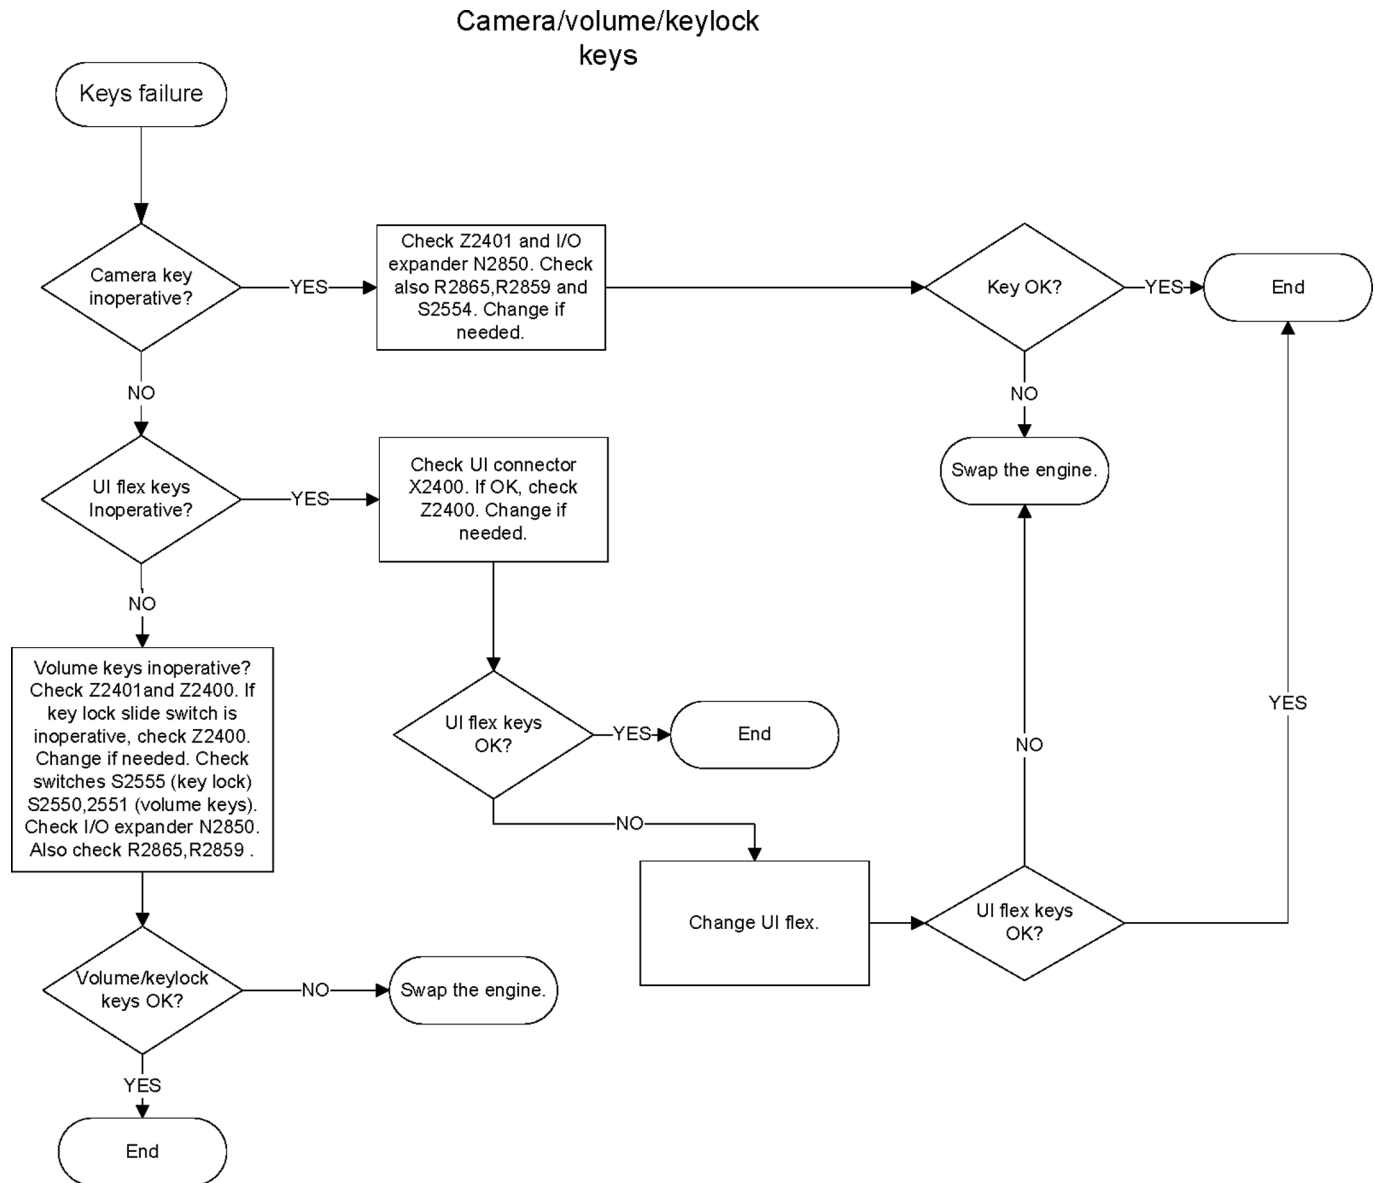 Camera/volume/keylock
keys
Keys failure
Camera key
inoperative?
YES
Check Z2401 and I/O
expander N2850. Check
also R2865,R2859 and
S2554. Change if
needed.
Key OK?
YES
End
NO
NO
UI flex keys
Inoperative?
YES
Check UI connector
X2400. If OK, check
Z2400. Change if
needed.
Swap the engine.
NO
Volume keys inoperative?
Check Z2401and Z2400. If
key lock slide switch is
inoperative, check Z2400.
Change if needed. Check
switches S2555 (key lock)
S2550,2551 (volume keys).
Check I/O expander N2850.
Also check R2865,R2859 .
UI flex keys
OK?
YES
End
NO
YES
NO
Change UI flex.
UI flex keys
OK?
Volume/keylock
keys OK?
NO
Swap the engine.
YES
End